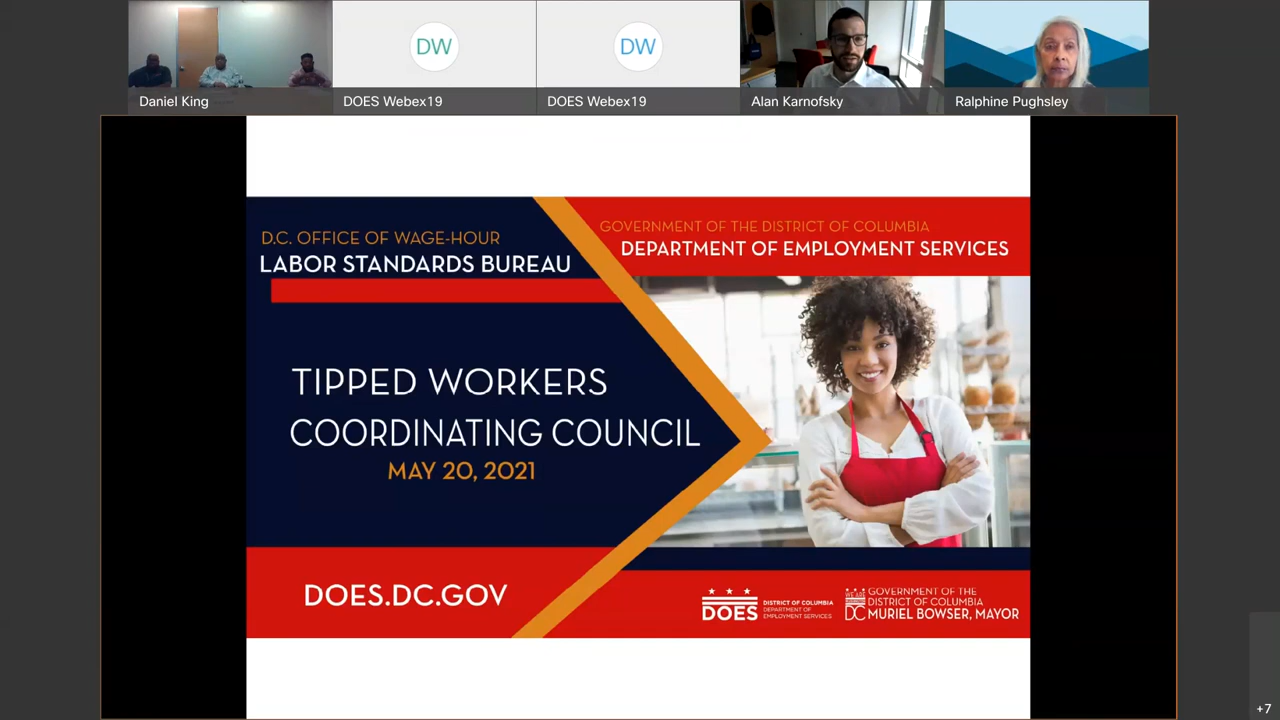 DW
DW
Daniel King
DOES Webex19
DOES Webex19
Alan Karnofsky
Ralphine Pughsley
D.C. OFFICE OF WAGE-HOUR
LABOR STANDARDS BUREAU
GOVERNMENT OF THE DISTRICT OF COLUMBIA
DEPARTMENT OF EMPLOYMENT SERVICES
TIPPED WORKERS
COORDINATING COUNCIL
MAY 20, 2021
DOES.DC.GOV
DOES
DISTRICT OF COLUMBIA
DEPARTMENT OF
EMPLOYMENT SERVICES
WE ARE
DC
GOVERNMENT OF THE
DISTRICT OF COLUMBIA
MURIEL BOWSER, MAYOR
+7